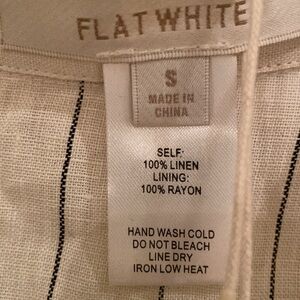 FLAT WHITE
S
MADE IN
CHINA
SELF:
100% LINEN
LINING:
100% RAYON
HAND WASH COLD
DO NOT BLEACH
LINE DRY
IRON LOW HEAT